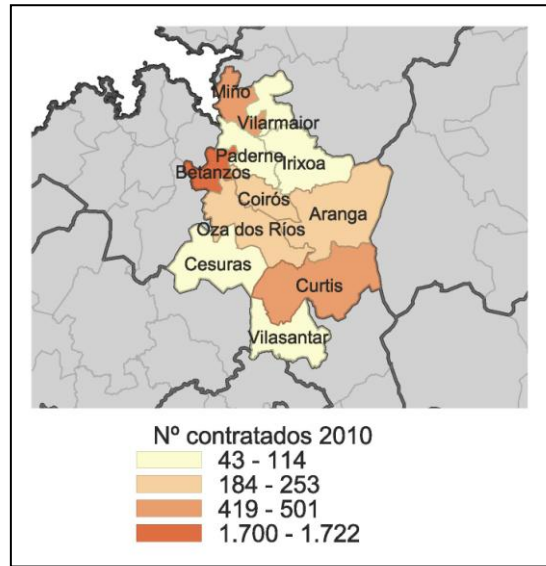 Miño
Vilarmaior
Paderne
Irixoa
Betanzos
Coirós
Aranga
Oza dos Ríos
Cesuras
Curtis
Vilasantar
Nº contratados 2010
43 - 114
184 - 253
419 - 501
1.700 - 1.722